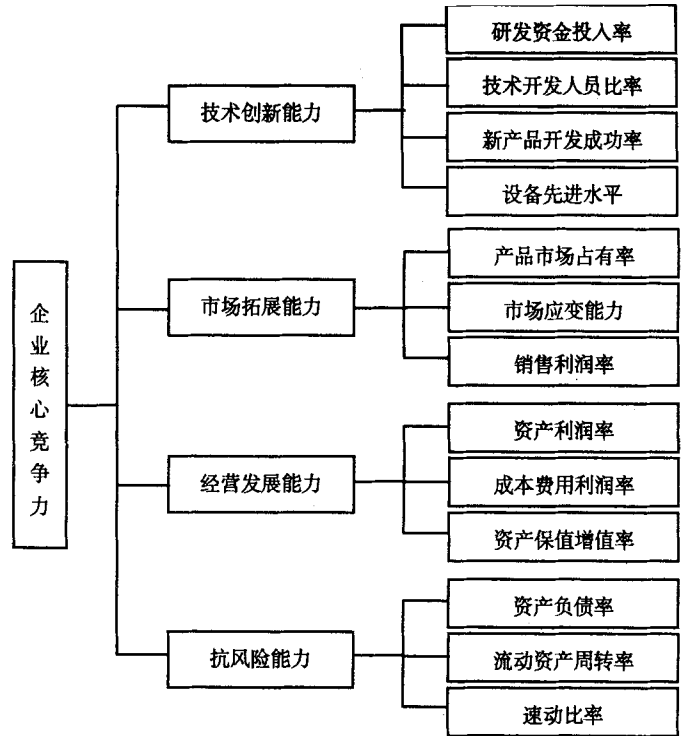 企业核心竞争力
技术创新能力
研发资金投入率
技术开发人员比率
新产品开发成功率
设备先进水平
市场拓展能力
产品市场占有率
市场应变能力
销售利润率
经营发展能力
资产利润率
成本费用利润率
资产保值增值率
抗风险能力
资产负债率
流动资产周转率
速动比率